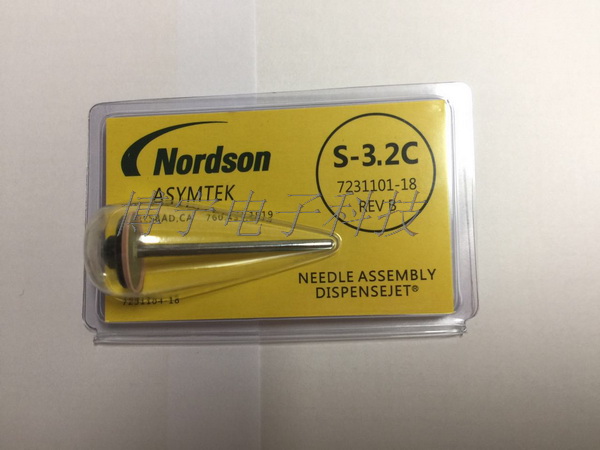 Nordson
ASYMTEK
S-3.2C
7231101-18
REV B
博宇电子科技
NEEDLE ASSEMBLY
DISPENSEJET®